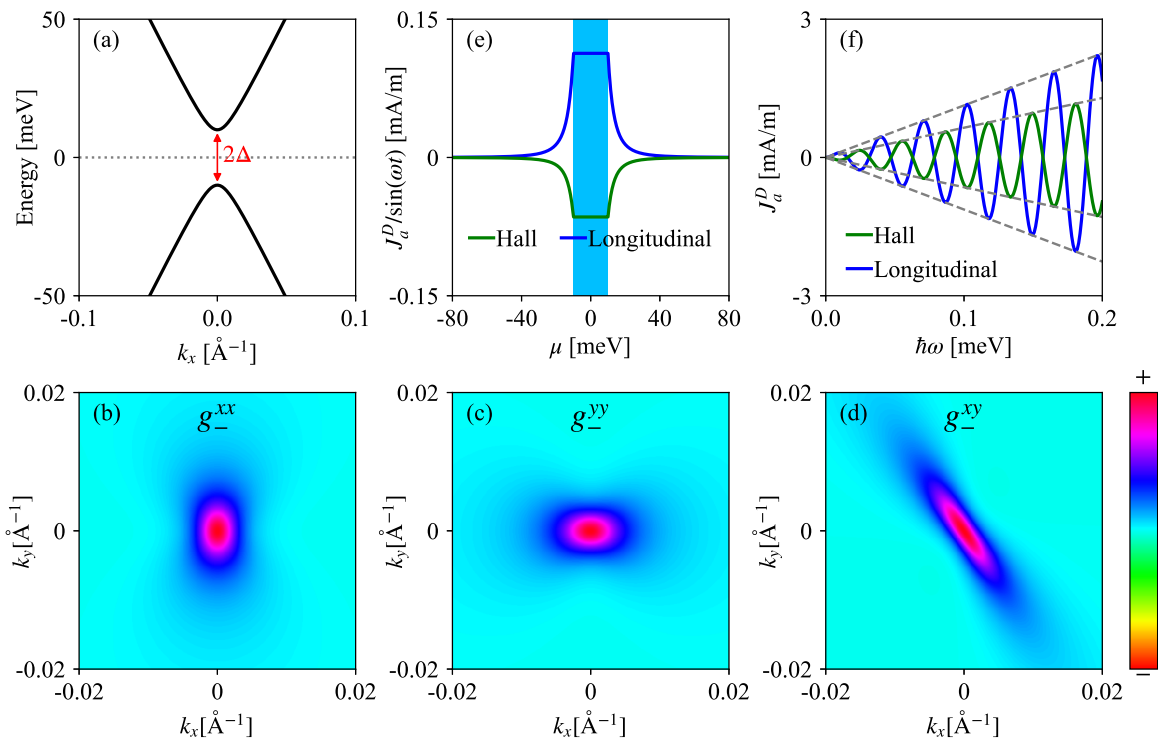 (a)
50
0
-50
Energy [meV]
2Δ
-0.1
0.0
0.1
k_x [Å⁻¹]
(e)
0.15
0
-0.15
J_a^D/sin(ωt) [mA/m]
Hall
Longitudinal
-80
-40
0
40
80
μ [meV]
(f)
3
0
-3
J_a^D [mA/m]
Hall
Longitudinal
0.0
0.1
0.2
ħω [meV]
(b)
g_−^{xx}
0.02
0
-0.02
k_y[Å⁻¹]
-0.02
0
0.02
k_x[Å⁻¹]
(c)
g_−^{yy}
0.02
0
-0.02
k_y[Å⁻¹]
-0.02
0
0.02
k_x[Å⁻¹]
(d)
g_−^{xy}
0.02
0
-0.02
k_y[Å⁻¹]
-0.02
0
0.02
k_x[Å⁻¹]
+
−